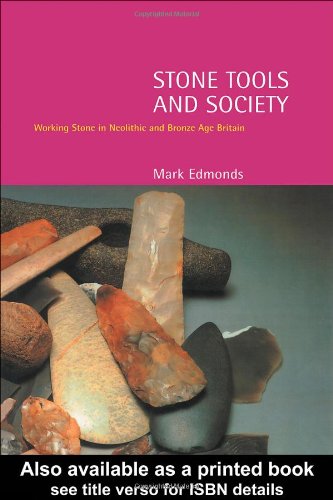 STONE TOOLS
AND SOCIETY
Working Stone in Neolithic and Bronze Age Britain
Mark Edmonds
Also available as a printed book
see title verso for ISBN details